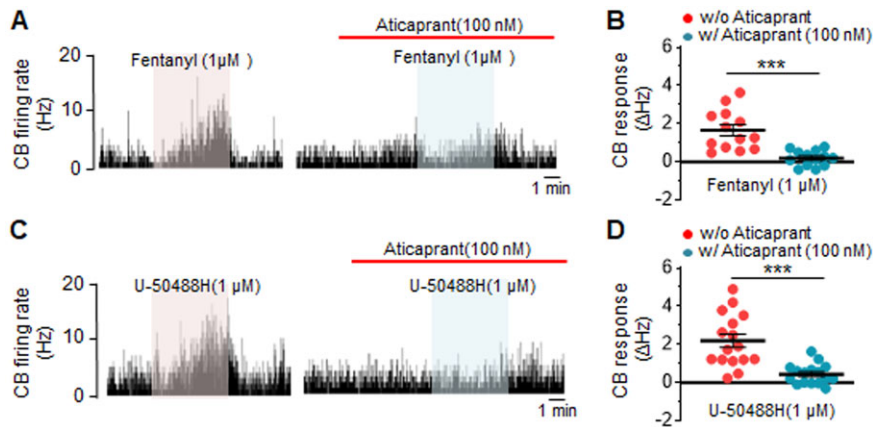 A
Aticaprant(100 nM)
Fentanyl (1μM )
Fentanyl (1μM )
CB firing rate
(Hz)
20
10
0
1 min
B
w/o Aticaprant
w/ Aticaprant (100 nM)
6
4
2
0
-2
CB response
(ΔHz)
***
Fentanyl (1 μM)
C
Aticaprant(100 nM)
U-50488H(1 μM)
U-50488H(1 μM)
CB firing rate
(Hz)
20
10
0
1 min
D
w/o Aticaprant
w/ Aticaprant (100 nM)
6
4
2
0
-2
CB response
(ΔHz)
***
U-50488H(1 μM)